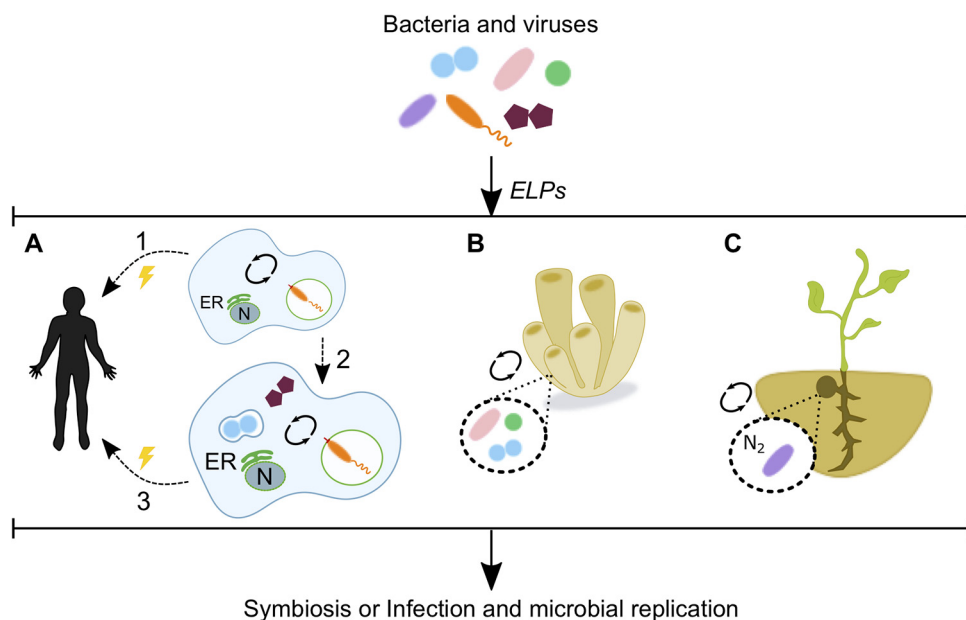 Bacteria and viruses
ELPs
A
1
ER
N
2
ER
N
3
B
C
N₂
Symbiosis or Infection and microbial replication